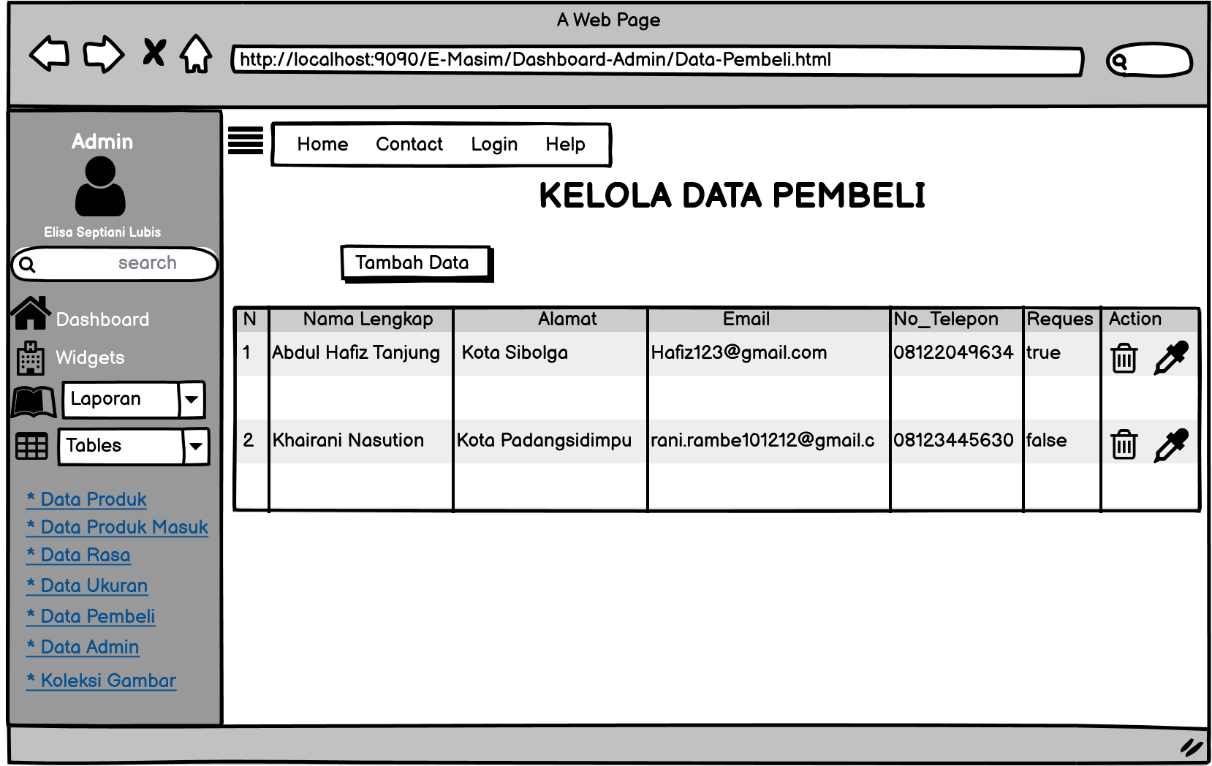 A Web Page
http://localhost:9090/E-Masim/Dashboard-Admin/Data-Pembeli.html
Admin
Elisa Septiani Lubis
search
Dashboard
Widgets
Laporan
Tables
* Data Produk
* Data Produk Masuk
* Data Rasa
* Data Ukuran
* Data Pembeli
* Data Admin
* Koleksi Gambar
Home Contact Login Help
KELOLA DATA PEMBELI
Tambah Data
N Nama Lengkap Alamat Email No_Telepon Reques Action
1 Abdul Hafiz Tanjung Kota Sibolga Hafiz123@gmail.com 08122049634 true
2 Khairani Nasution Kota Padangsidimpu rani.rambe101212@gmail.c 08123445630 false